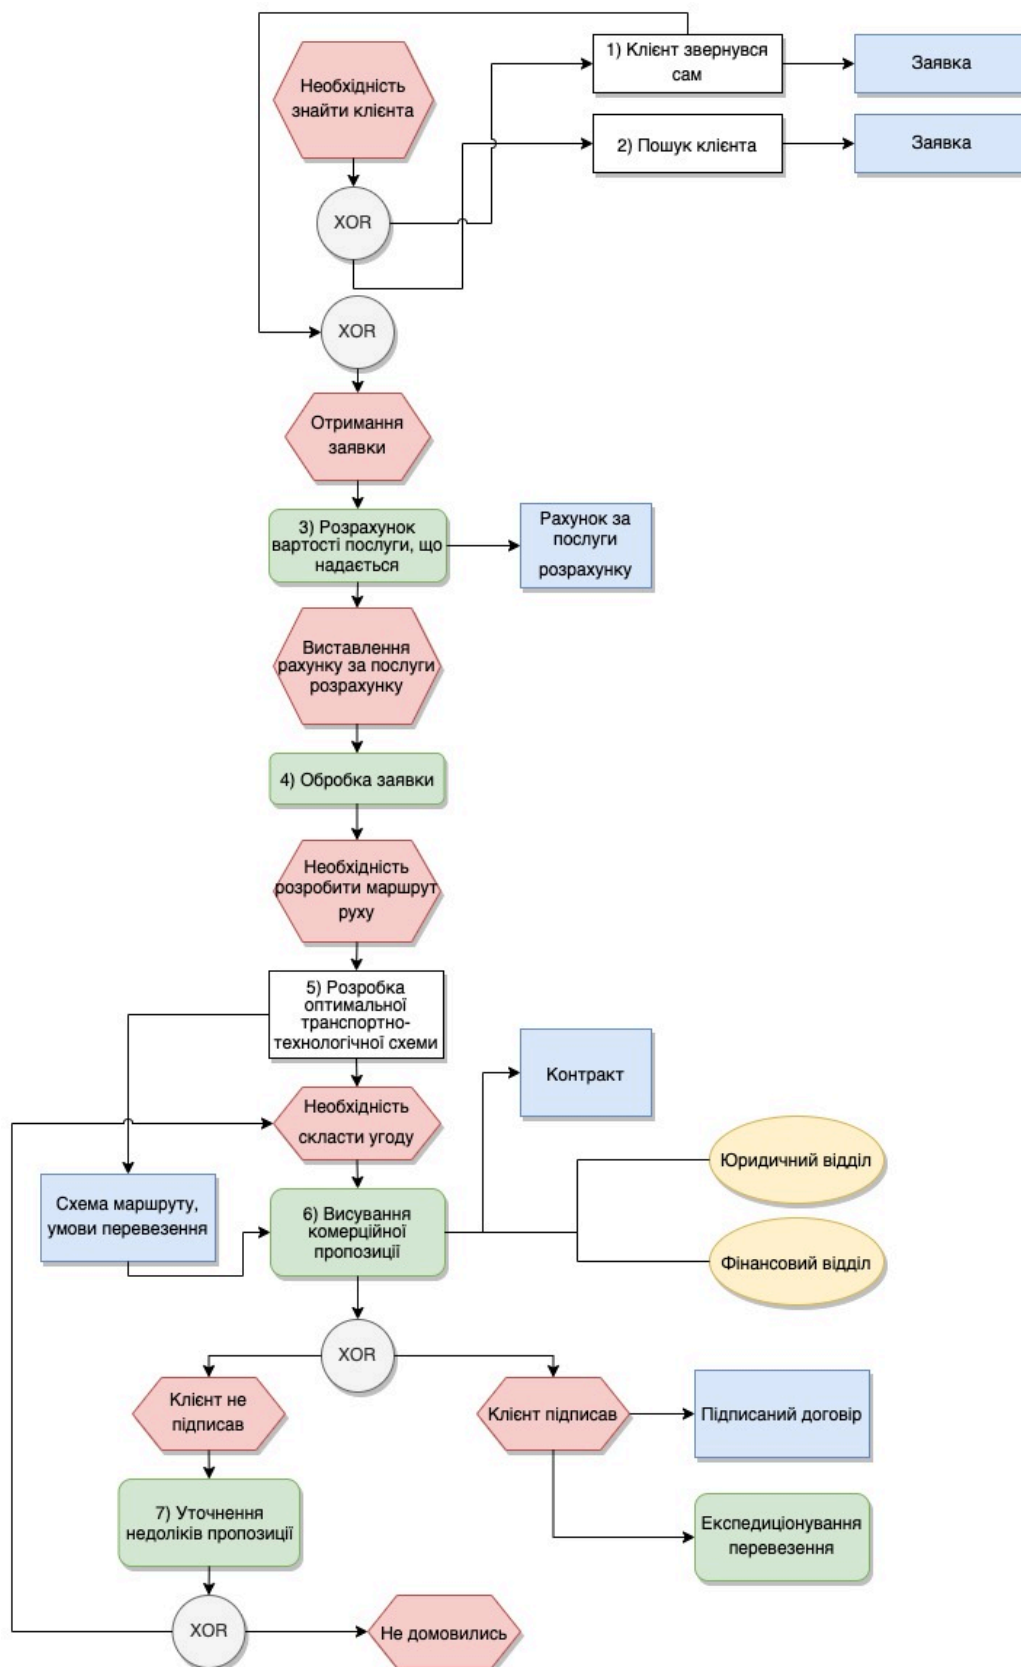 Необхідність
знайти клієнта
1) Клієнт звернувся
сам
Заявка
2) Пошук клієнта
Заявка
XOR
XOR
Отримання
заявки
3) Розрахунок
вартості послуги, що
надається
Рахунок за
послуги
розрахунку
Виставлення
рахунку за послуги
розрахунку
4) Обробка заявки
Необхідність
розробити маршрут
руху
5) Розробка
оптимальної
транспортно-
технологічної схеми
Контракт
Необхідність
скласти угоду
Юридичний відділ
Схема маршруту,
умови перевезення
6) Висування
комерційної
пропозиції
Фінансовий відділ
XOR
Клієнт не
підписав
Клієнт підписав
Підписаний договір
7) Уточнення
недоліків пропозиції
Експедиціонування
перевезення
XOR
Не домовились